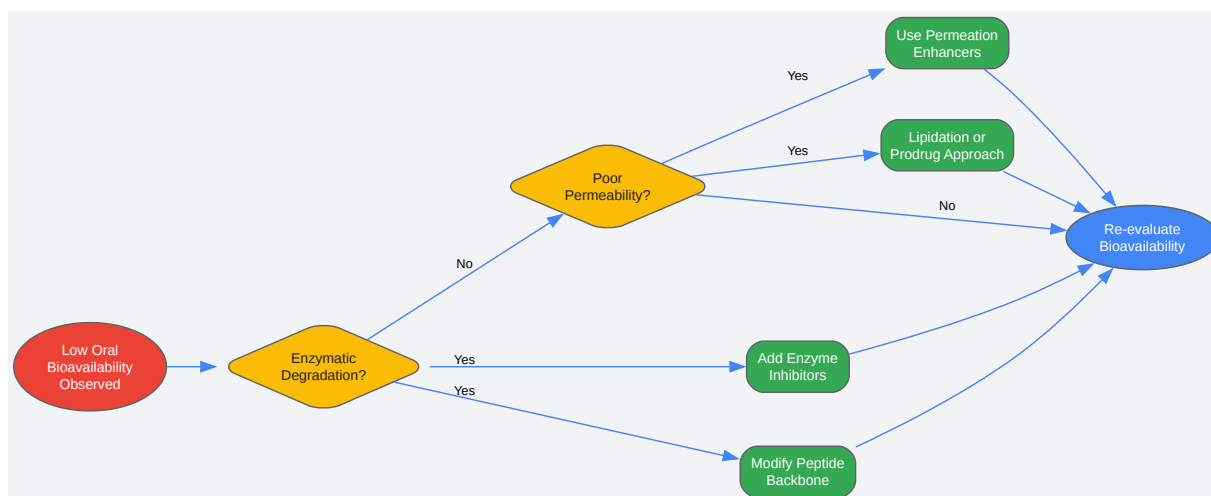 Low Oral
Bioavailability
Observed
Enzymatic
Degradation?
No
Yes
Yes
Poor
Permeability?
Yes
Yes
No
Use Permeation
Enhancers
Lipidation or
Prodrug Approach
Add Enzyme
Inhibitors
Modify Peptide
Backbone
Re-evaluate
Bioavailability